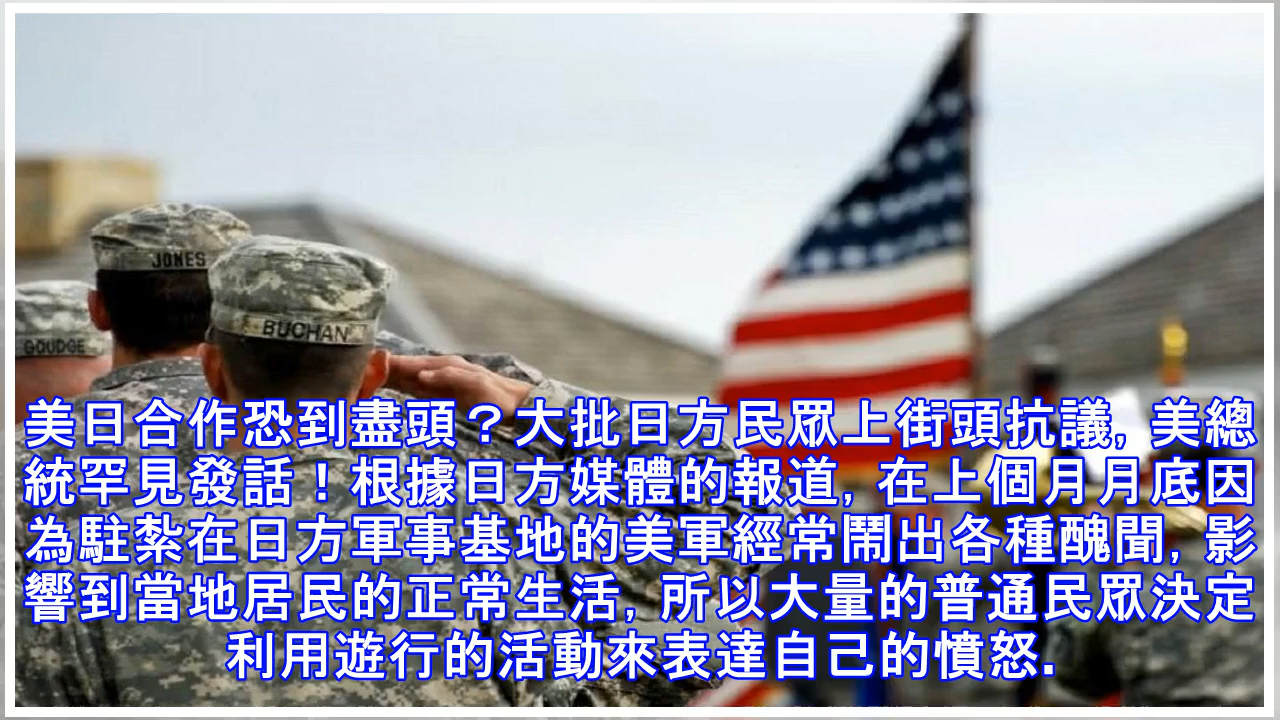 JONES
BUCHAN
GOUDGE
美日合作恐到盡頭？大批日方民眾上街頭抗議, 美總
統罕見發話！根據日方媒體的報道, 在上個月月底因
為駐紮在日方軍事基地的美軍經常鬧出各種醜聞, 影
響到當地居民的正常生活, 所以大量的普通民眾決定
利用遊行的活動來表達自己的憤怒.